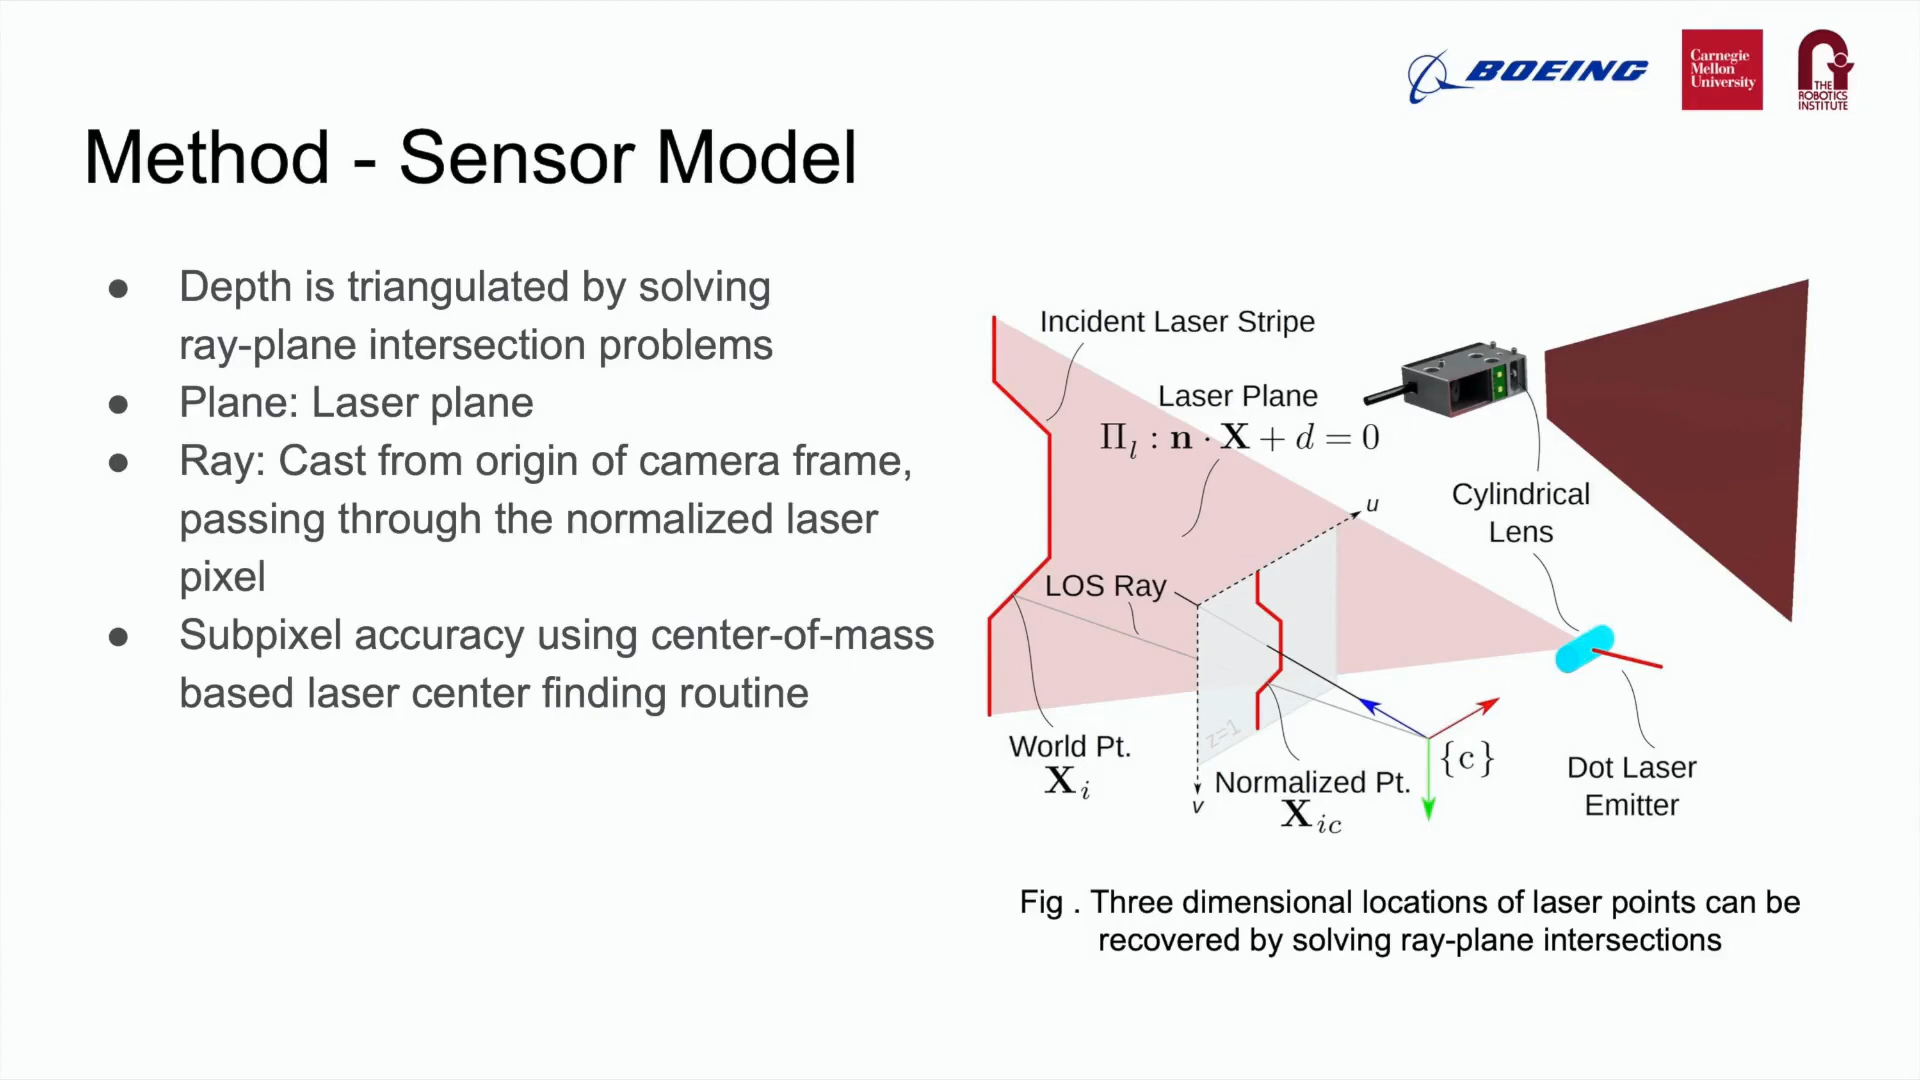 BOEING
Carnegie
Mellon
University
THE
ROBOTICS
INSTITUTE
Method - Sensor Model
● Depth is triangulated by solving
ray-plane intersection problems
● Plane: Laser plane
● Ray: Cast from origin of camera frame,
passing through the normalized laser
pixel
● Subpixel accuracy using center-of-mass
based laser center finding routine
Incident Laser Stripe
Laser Plane
Π_l : n · X + d = 0
Cylindrical
Lens
u
LOS Ray
z=1
World Pt.
X_i
v
Normalized Pt.
X_ic
{c}
Dot Laser
Emitter
Fig . Three dimensional locations of laser points can be
recovered by solving ray-plane intersections